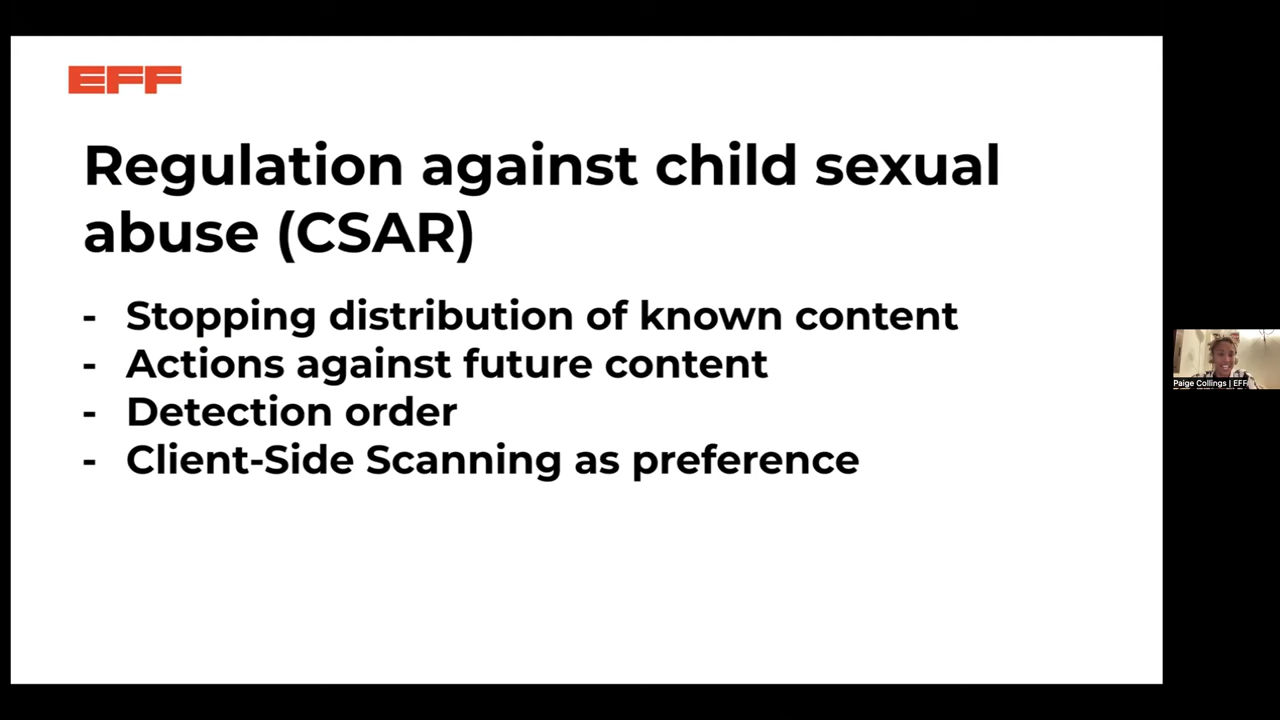 EFF
Regulation against child sexual
abuse (CSAR)
- Stopping distribution of known content
- Actions against future content
- Detection order
- Client-Side Scanning as preference
Paige Collings | EFF